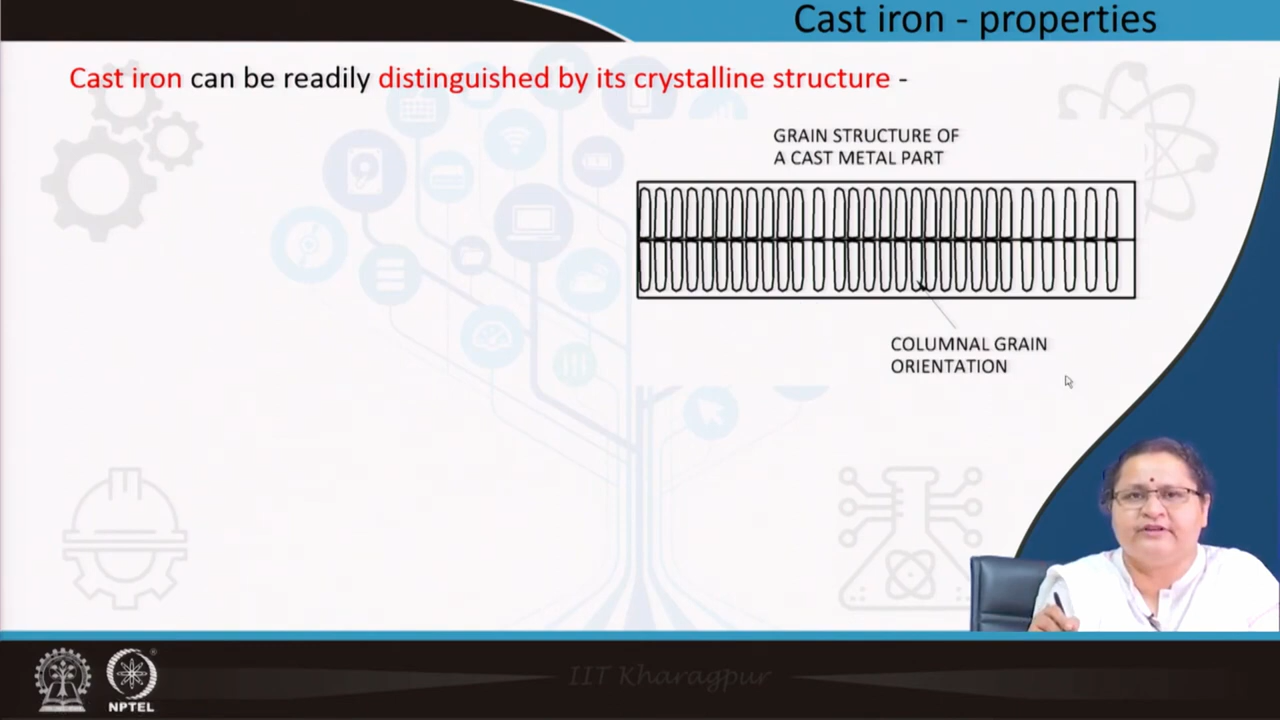 Cast iron - properties
Cast iron can be readily distinguished by its crystalline structure -
GRAIN STRUCTURE OF
A CAST METAL PART
COLUMNAL GRAIN
ORIENTATION
IIT Kharagpur
NPTEL